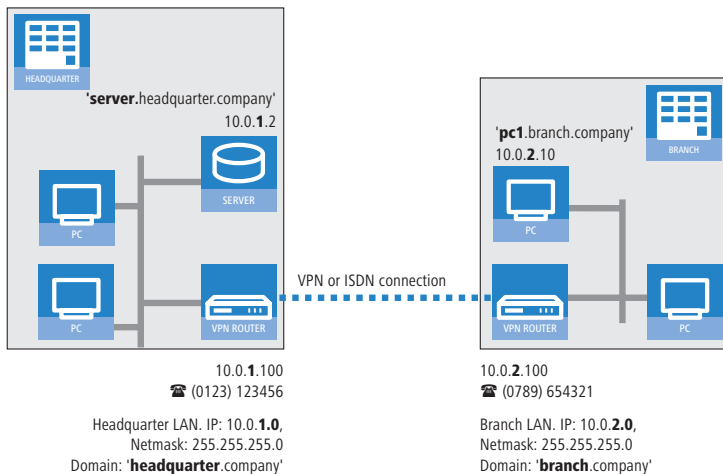 HEADQUARTER
'server.headquarter.company'
10.0.1.2
SERVER
PC
PC
VPN ROUTER
10.0.1.100
☎ (0123) 123456
Headquarter LAN. IP: 10.0.1.0,
Netmask: 255.255.255.0
Domain: 'headquarter.company'
VPN or ISDN connection
'pc1.branch.company'
10.0.2.10
BRANCH
PC
VPN ROUTER
PC
10.0.2.100
☎ (0789) 654321
Branch LAN. IP: 10.0.2.0,
Netmask: 255.255.255.0
Domain: 'branch.company'